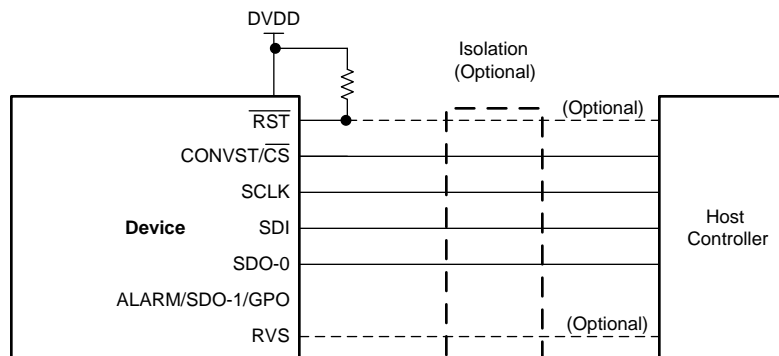 DVDD
Isolation
(Optional)
RST
(Optional)
CONVST/CS
SCLK
Device
SDI
Host
Controller
SDO-0
ALARM/SDO-1/GPO
RVS
(Optional)